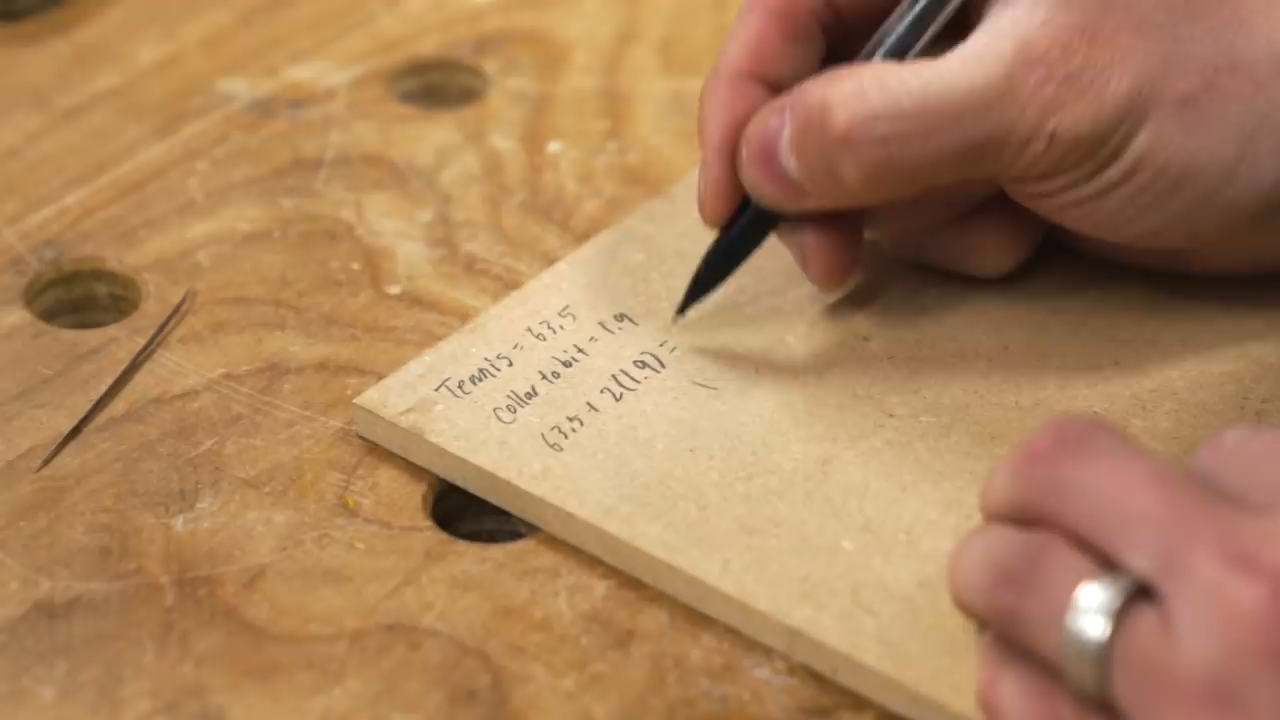 Tennis = 63.5
Collar to bit = 1.9
63.5 + 2(1.9) =